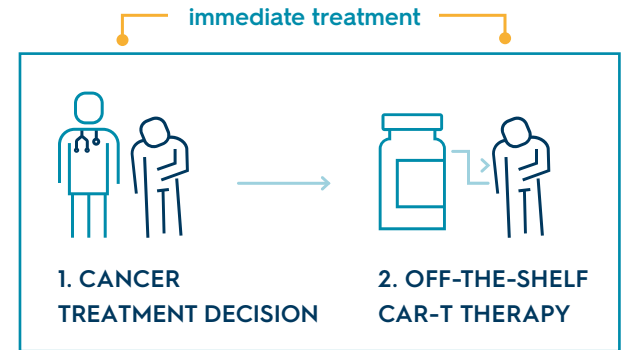 immediate treatment
1. CANCER
TREATMENT DECISION
2. OFF-THE-SHELF
CAR-T THERAPY